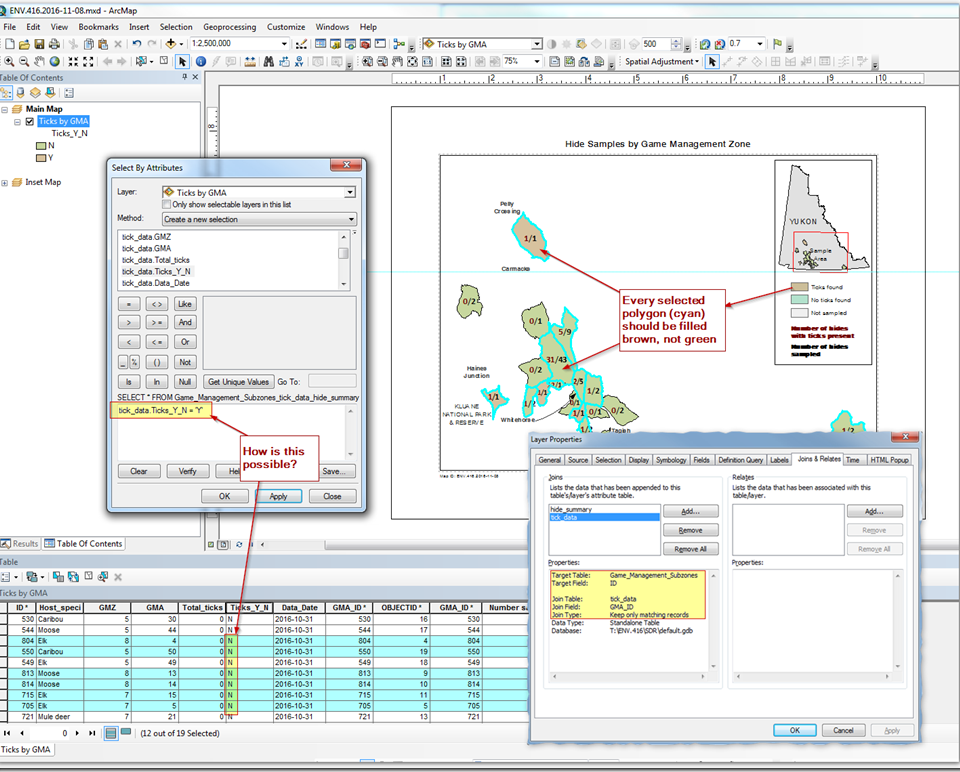 ENV.416.2016-11-08.mxd - ArcMap
File Edit View Bookmarks Insert Selection Geoprocessing Customize Windows Help
1:2,500,000
Ticks by GMA
500
0.7
75%
Spatial Adjustment
Table Of Contents
Main Map
Ticks by GMA
Ticks_Y_N
N
Y
Inset Map
Results
Table Of Contents
Select By Attributes
Layer: Ticks by GMA
Only show selectable layers in this list
Method: Create a new selection
tick_data.GMZ
tick_data.GMA
tick_data.Total_ticks
tick_data.Ticks_Y_N
tick_data.Data_Date
= < > Like
> > = And
< < = Or
_ % ( ) Not
Is In Null Get Unique Values Go To:
SELECT * FROM Game_Management_Subzones_tick_data_hide_summary
tick_data.Ticks_Y_N = 'Y'
Clear Verify Hel Save...
OK Apply Close
How is this
possible?
1 2 3 4 5 6 7 8 9 10
8
Hide Samples by Game Management Zone
Pelly
Crossing
1/1
Carmacks
0/2
0/1
5/9
31/43
0/2
Haines
Junction
2/5
1/2
1/1
1/1
KLUANE
NATIONAL PARK
& RESERVE
Whitehorse
1/1
0/1
0/2
1/2
YUKON
Sample
Area
Ticks found
No ticks found
Not sampled
Number of hides
with ticks present
Number of hides
sampled
Every selected
polygon (cyan)
should be filled
brown, not green
Layer Properties
General Source Selection Display Symbology Fields Definition Query Labels Joins & Relates Time HTML Popup
Joins
Lists the data that has been appended to this
table's/layer's attribute table.
hide_summary
tick_data
Add...
Remove
Remove All
Relates
Lists the data that has been associated with this
table/layer.
Add...
Remove
Remove All
Properties:
Target Table: Game_Management_Subzones
Target Field: ID
Join Table: tick_data
Join Field: GMA_ID
Join Type: Keep only matching records
Data Type: Standalone Table
Database: T:\ENV.416\SDR\default.gdb
Properties:
OK Cancel Apply
Table
Ticks by GMA
ID * Host_speci GMZ GMA Total_ticks Ticks_Y_N Data_Date GMA_ID * OBJECTID * GMA_ID * Number sa
530 Caribou 5 30 0 N 2016-10-31 530 16 530
544 Moose 5 44 0 N 2016-10-31 544 17 544
804 Elk 8 4 0 N 2016-10-31 804 4 804
550 Caribou 5 50 0 N 2016-10-31 550 19 550
549 Elk 5 49 0 N 2016-10-31 549 18 549
813 Moose 8 13 0 N 2016-10-31 813 9 813
814 Moose 8 14 0 N 2016-10-31 814 10 814
715 Elk 7 15 0 N 2016-10-31 715 11 715
705 Elk 7 5 0 N 2016-10-31 705 5 705
721 Mule deer 7 21 0 N 2016-10-31 721 13 721
0 (12 out of 19 Selected)
Ticks by GMA